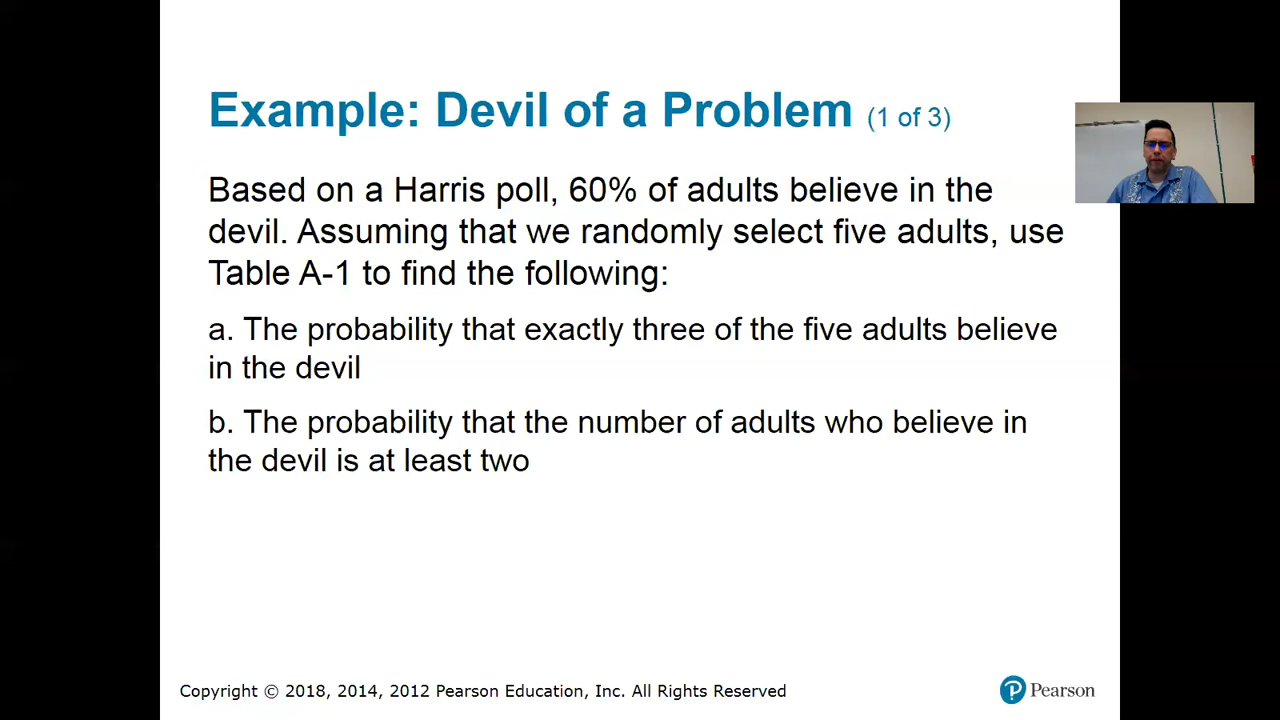 Example: Devil of a Problem (1 of 3)
Based on a Harris poll, 60% of adults believe in the
devil. Assuming that we randomly select five adults, use
Table A-1 to find the following:
a. The probability that exactly three of the five adults believe
in the devil
b. The probability that the number of adults who believe in
the devil is at least two
Copyright © 2018, 2014, 2012 Pearson Education, Inc. All Rights Reserved
P Pearson